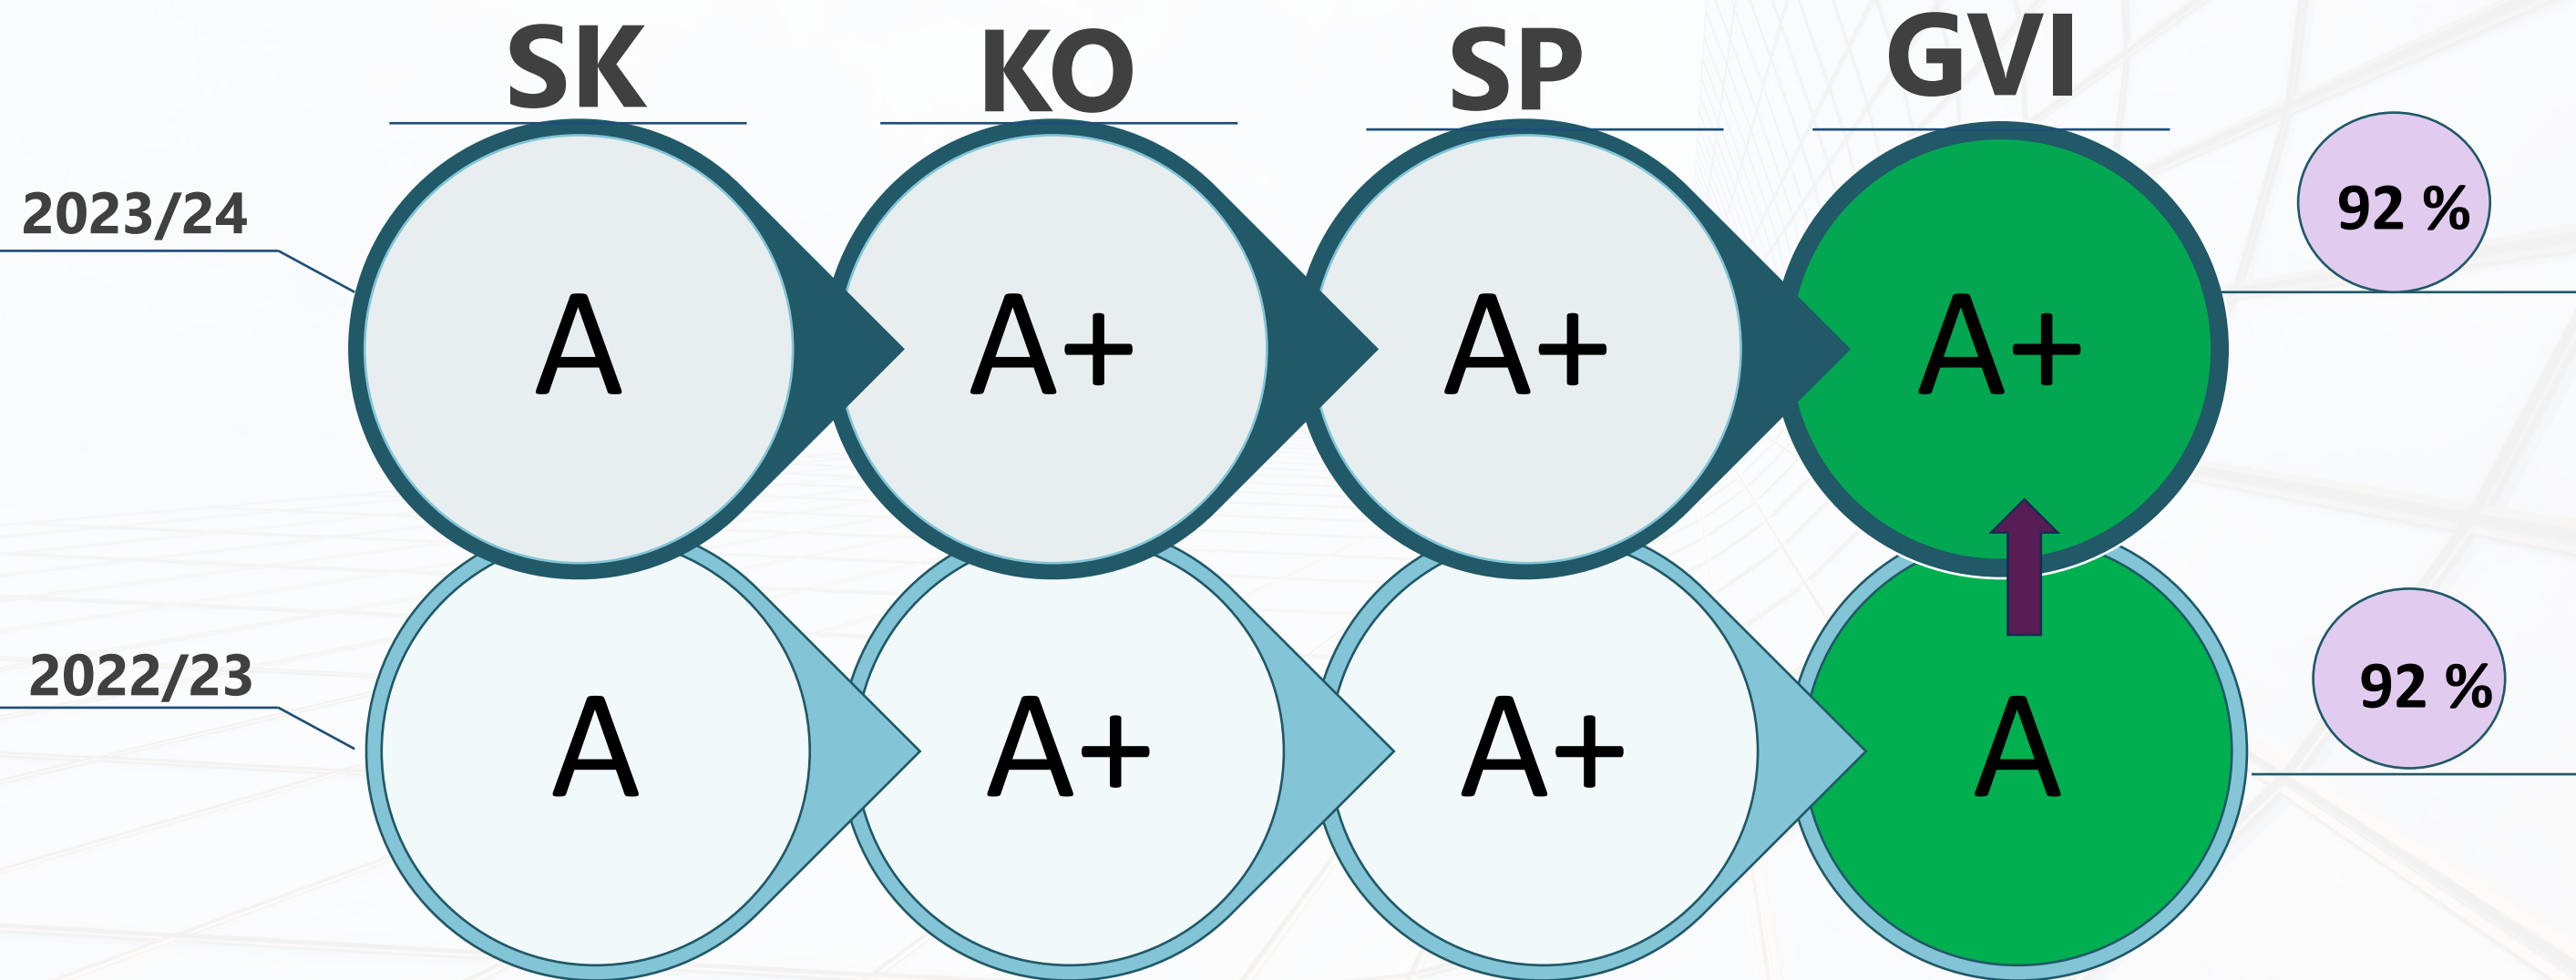 SK KO SP GVI
2023/24 A A+ A+ A+ 92 %
2022/23 A A+ A+ A 92 %